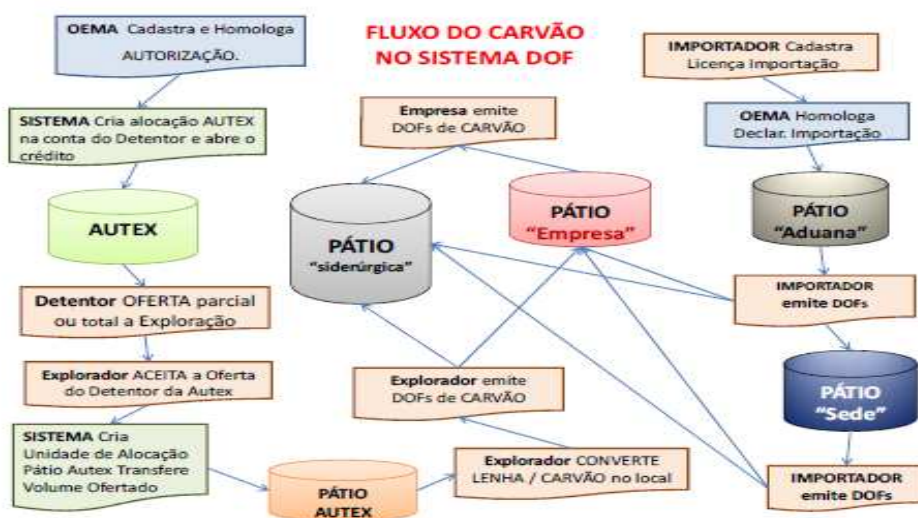 OEMA Cadastra e Homologa
AUTORIZAÇÃO.
FLUXO DO CARVÃO
NO SISTEMA DOF
IMPORTADOR Cadastra
Licença Importação
SISTEMA Cria alocação AUTEX
na conta do Detentor e abre o
crédito
Empresa emite
DOFs de CARVÃO
OEMA Homologa
Declar. Importação
AUTEX
PÁTIO
"siderúrgica"
PÁTIO
"Empresa"
PÁTIO
"Aduana"
Detentor OFERTA parcial
ou total a Exploração
IMPORTADOR
emite DOFs
Explorador ACEITA a Oferta
do Detentor da Autex
Explorador emite
DOFs de CARVÃO
PÁTIO
"Sede"
SISTEMA Cria
Unidade de Alocação
Pátio Autex Transfere
Volume Ofertado
PÁTIO
AUTEX
Explorador CONVERTE
LENHA / CARVÃO no local
IMPORTADOR
emite DOFs